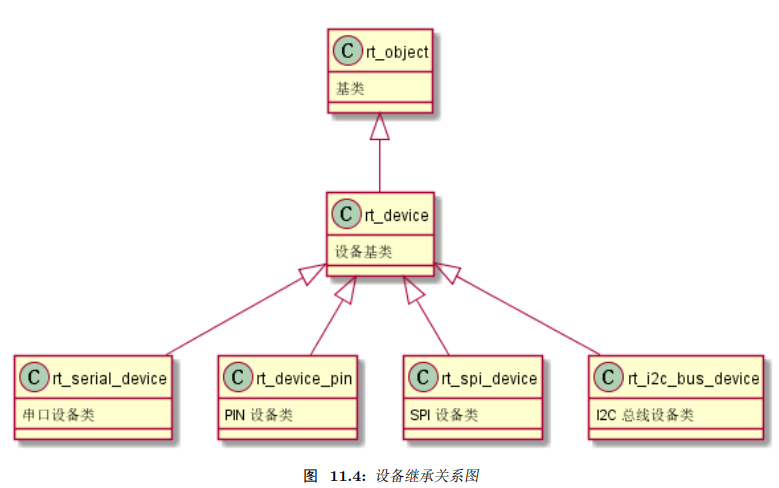 C rt_object
基类
C rt_device
设备基类
C rt_serial_device
串口设备类
C rt_device_pin
PIN 设备类
C rt_spi_device
SPI 设备类
C rt_i2c_bus_device
I2C 总线设备类
图 11.4: 设备继承关系图